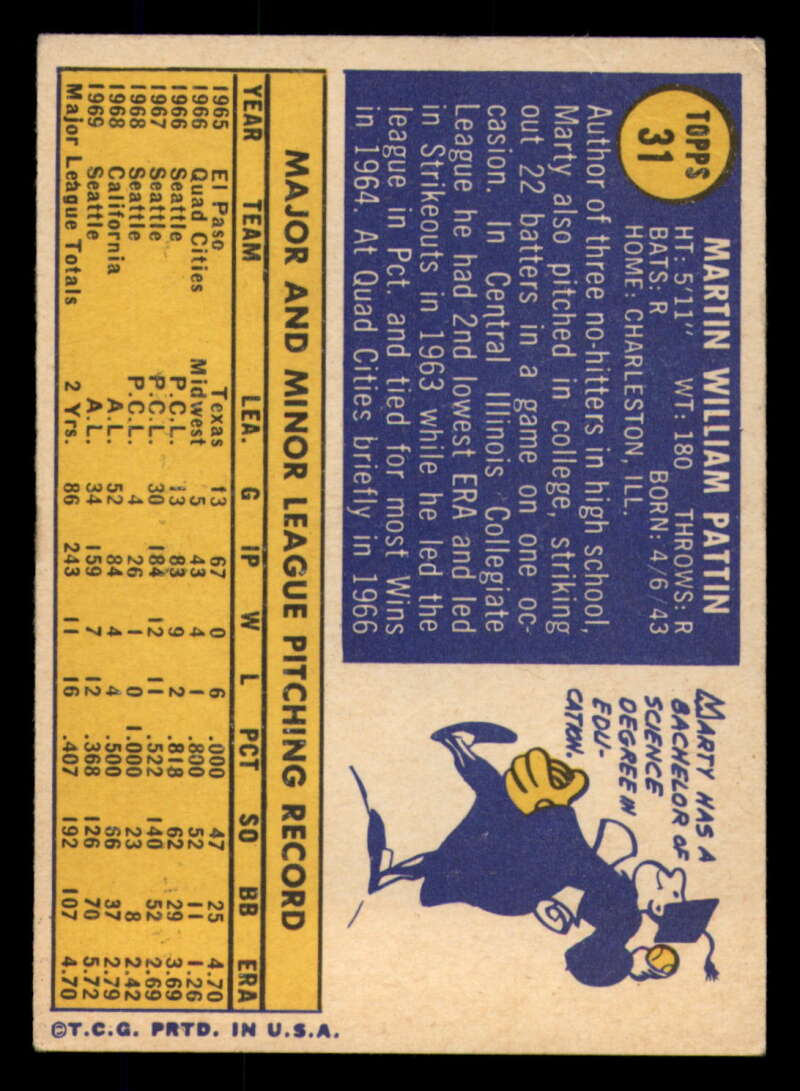 TOPPS
31
MARTIN WILLIAM PATTIN
HT: 5'11" WT: 180 THROWS: R
BATS: R BORN: 4/6/43
HOME: CHARLESTON, ILL.
Author of three no-hitters in high school,
Marty also pitched in college, striking
out 22 batters in a game on one oc-
casion. In Central Illinois Collegiate
League he had 2nd lowest ERA and led
in Strikeouts in 1963 while he led the
league in Pct. and tied for most Wins
in 1964. At Quad Cities briefly in 1966
MARTY HAS A
BACHELOR OF
SCIENCE
DEGREE IN
EDU-
CATION.
MAJOR AND MINOR LEAGUE PITCHING RECORD
YEAR TEAM LEA. G IP W L PCT SO BB ERA
1965 El Paso Texas 13 67 0 6 .000 47 25 4.70
1966 Quad Cities Midwest 5 43 4 1 .800 52 11 1.26
1966 Seattle P.C.L. 13 83 9 2 .818 62 29 3.69
1967 Seattle P.C.L. 30 184 12 11 .522 140 52 2.69
1968 Seattle P.C.L. 4 26 1 0 1.000 23 8 2.42
1968 California A.L. 52 84 4 4 .500 66 37 2.79
1969 Seattle A.L. 34 159 7 12 .368 126 70 5.72
Major League Totals 2 Yrs. 86 243 11 16 .407 192 107 4.70
©T.C.G. PRTD. IN U.S.A.